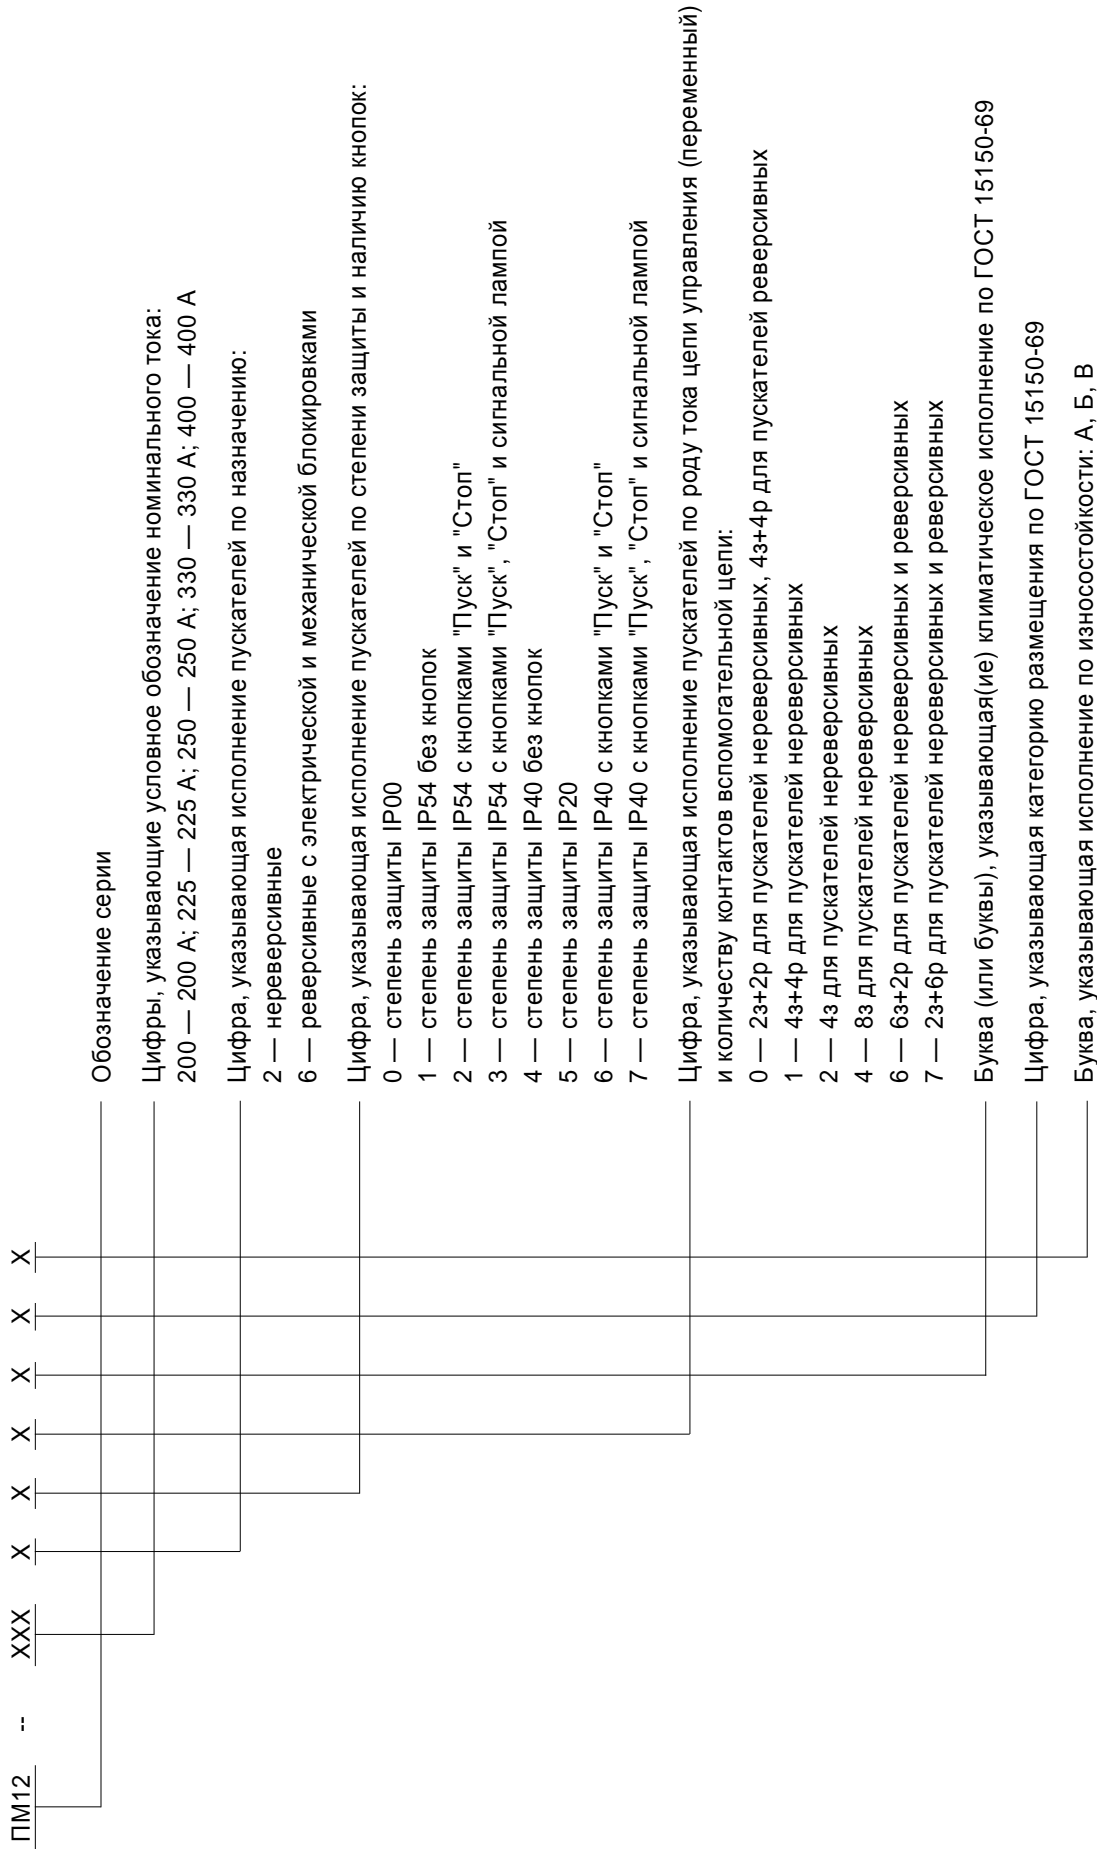 ПМ12 -- XXX X X X X X X
Обозначение серии
Цифры, указывающие условное обозначение номинального тока:
200 — 200 А; 225 — 225 А; 250 — 250 А; 330 — 330 А; 400 — 400 А
Цифра, указывающая исполнение пускателей по назначению:
2 — нереверсивные
6 — реверсивные с электрической и механической блокировками
Цифра, указывающая исполнение пускателей по степени защиты и наличию кнопок:
0 — степень защиты IP00
1 — степень защиты IP54 без кнопок
2 — степень защиты IP54 с кнопками "Пуск" и "Стоп"
3 — степень защиты IP54 с кнопками "Пуск", "Стоп" и сигнальной лампой
4 — степень защиты IP40 без кнопок
5 — степень защиты IP20
6 — степень защиты IP40 с кнопками "Пуск" и "Стоп"
7 — степень защиты IP40 с кнопками "Пуск", "Стоп" и сигнальной лампой
Цифра, указывающая исполнение пускателей по роду тока цепи управления (переменный)
и количеству контактов вспомогательной цепи:
0 — 2з+2р для пускателей нереверсивных, 4з+4р для пускателей реверсивных
1 — 4з+4р для пускателей нереверсивных
2 — 4з для пускателей нереверсивных
4 — 8з для пускателей нереверсивных
6 — 6з+2р для пускателей нереверсивных и реверсивных
7 — 2з+6р для пускателей нереверсивных и реверсивных
Буква (или буквы), указывающая(ие) климатическое исполнение по ГОСТ 15150-69
Цифра, указывающая категорию размещения по ГОСТ 15150-69
Буква, указывающая исполнение по износостойкости: А, Б, В